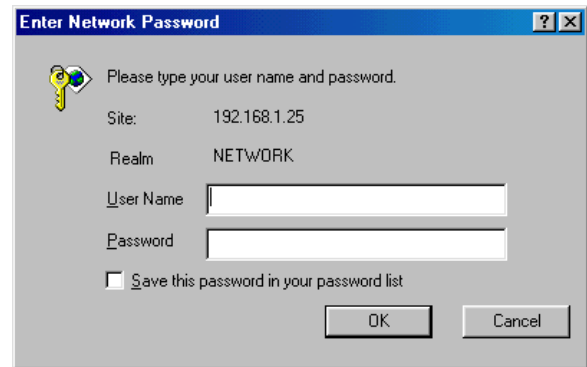 Enter Network Password
Please type your user name and password.
Site: 192.168.1.25
Realm NETWORK
User Name
Password
Save this password in your password list
OK Cancel